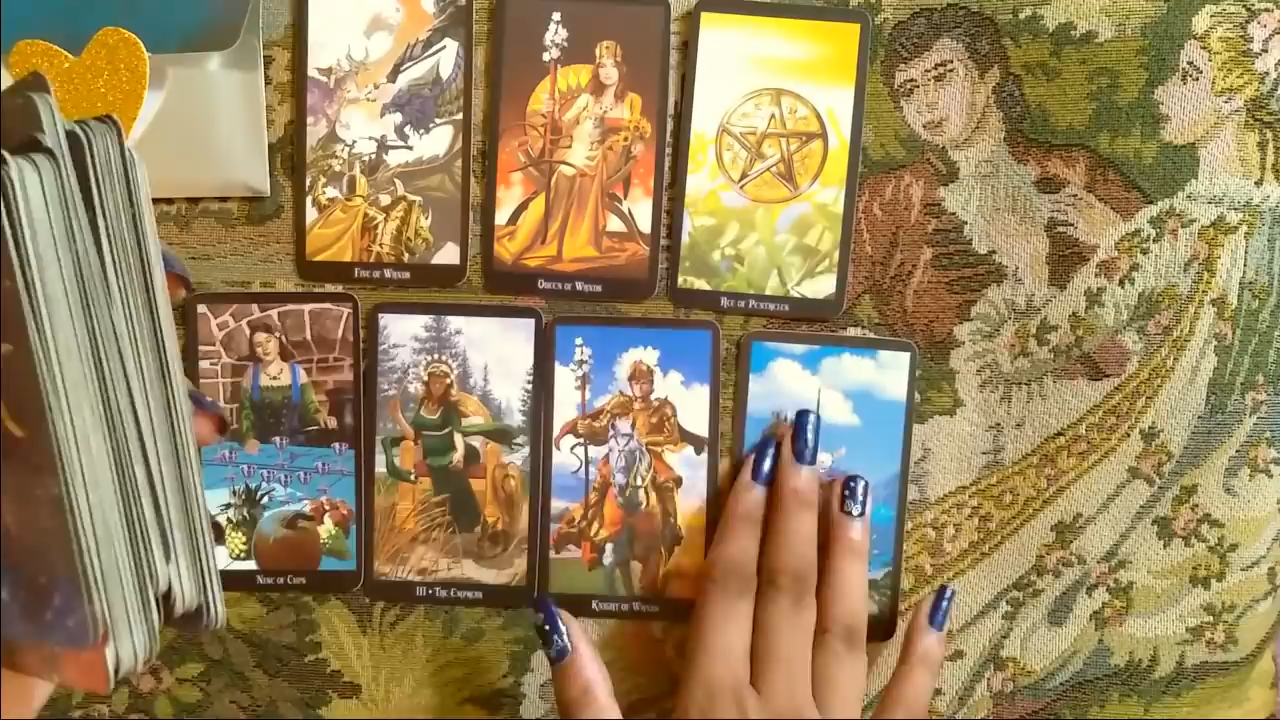 Five of Wands
Queen of Wands
Ace of Pentacles
Nine of Cups
III • The Empress
Knight of Wands